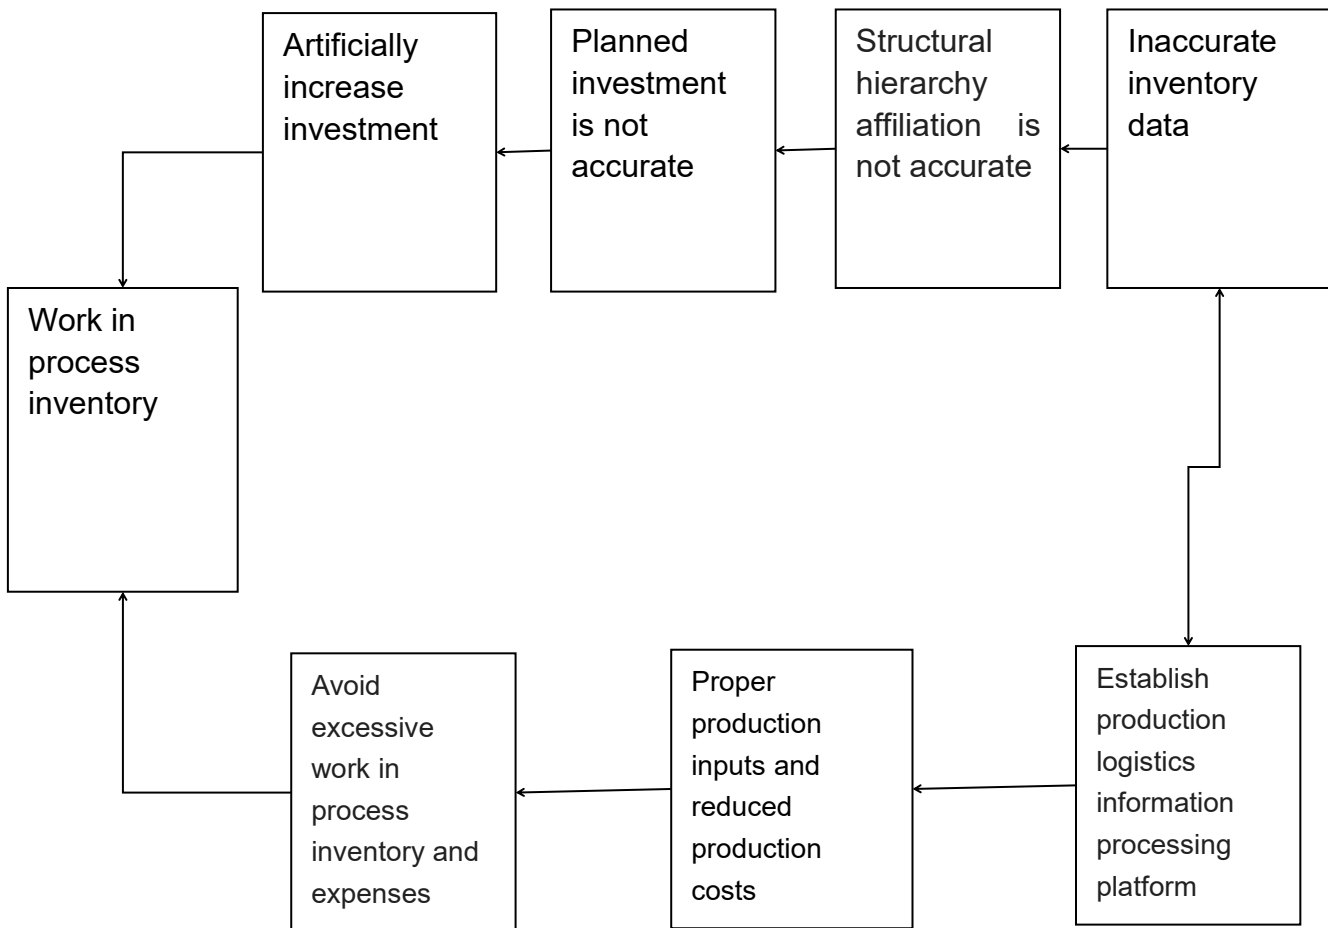 Artificially
increase
investment
Planned
investment
is not
accurate
Structural
hierarchy
affiliation is
not accurate
Inaccurate
inventory
data
Work in
process
inventory
Avoid
excessive
work in
process
inventory and
expenses
Proper
production
inputs and
reduced
production
costs
Establish
production
logistics
information
processing
platform